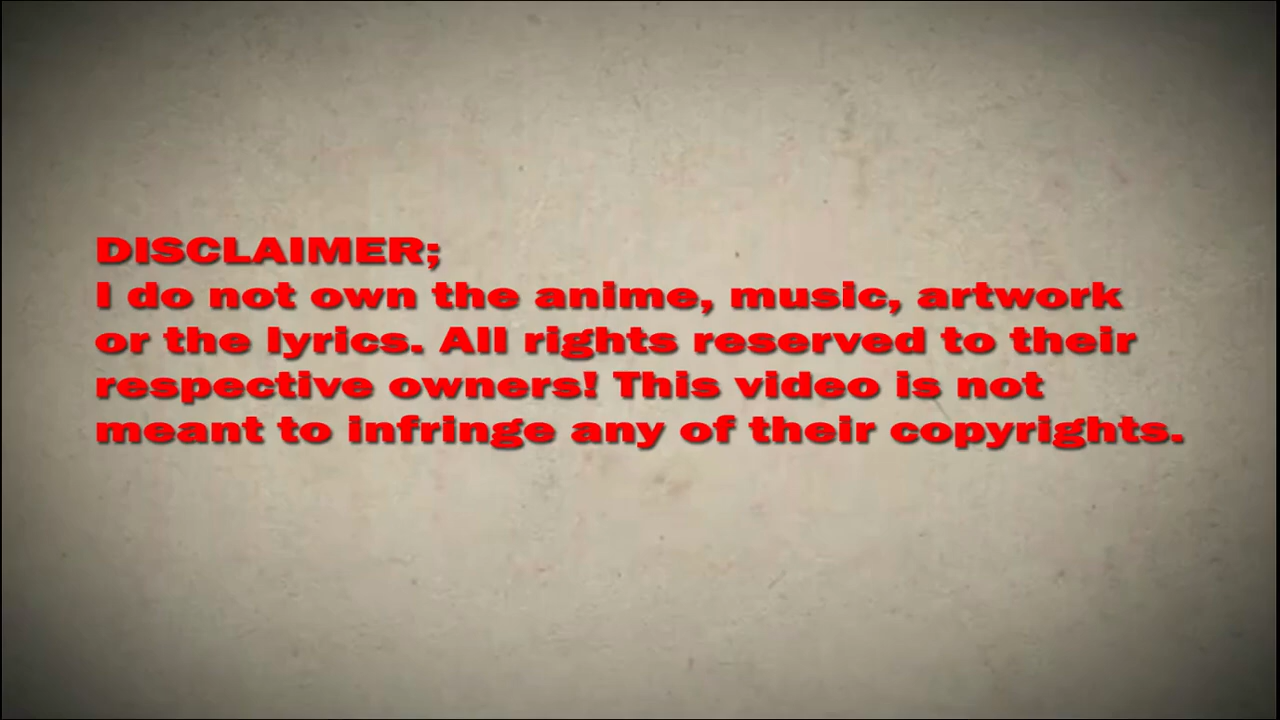 DISCLAIMER;
I do not own the anime, music, artwork
or the lyrics. All rights reserved to their
respective owners! This video is not
meant to infringe any of their copyrights.